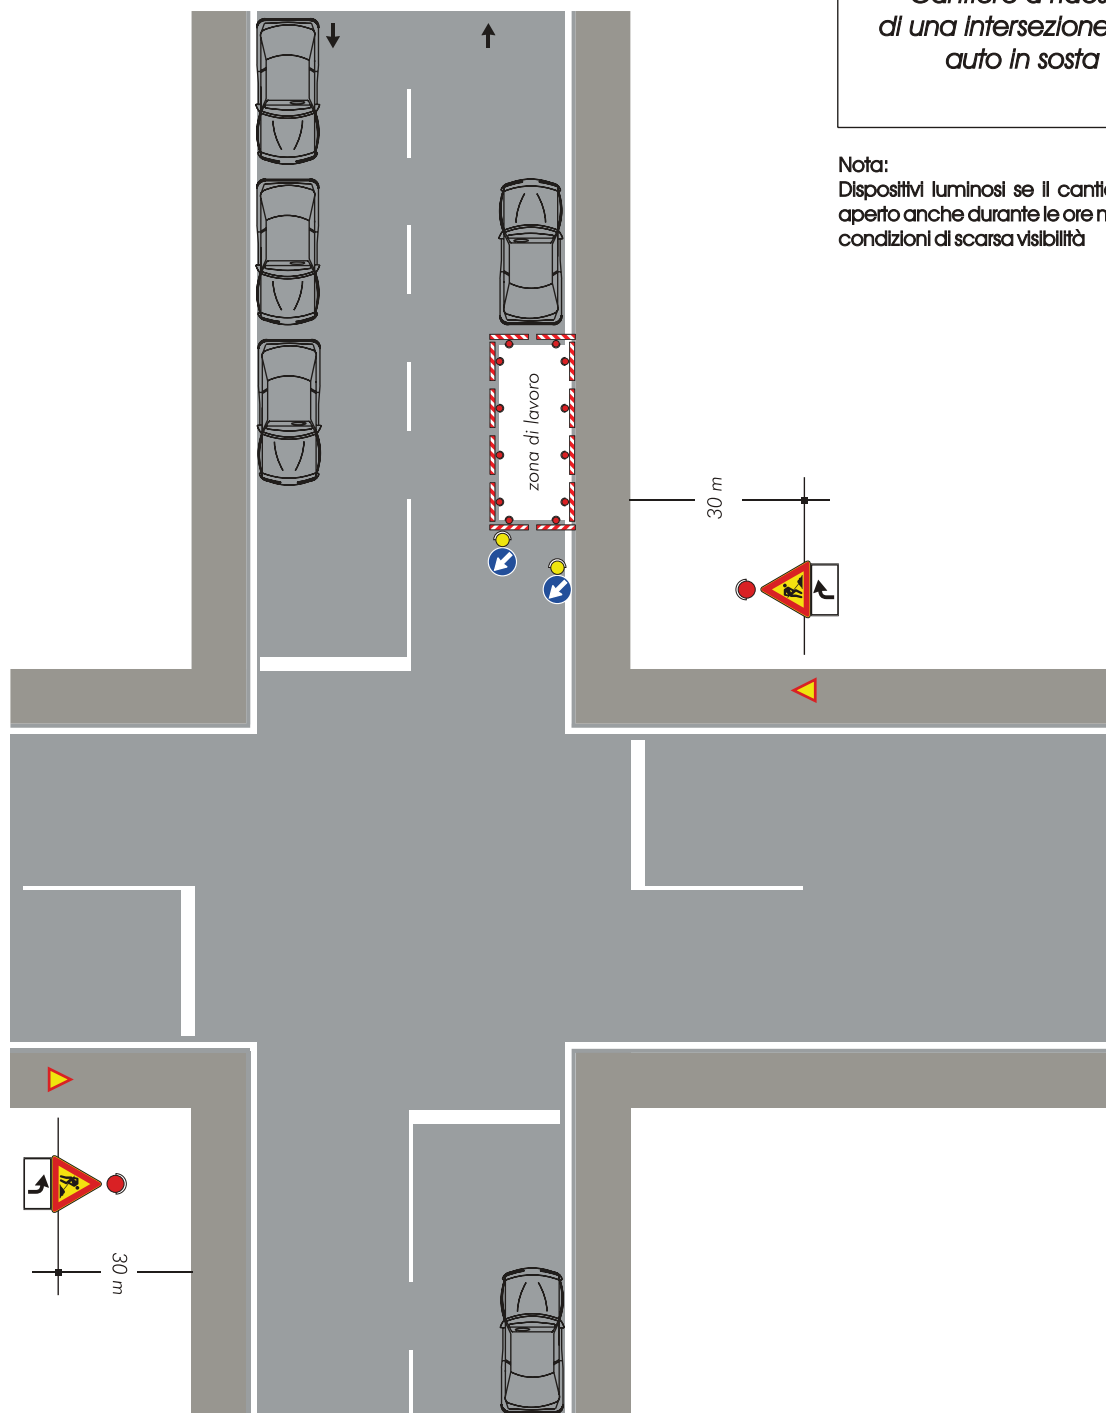 di una intersezione
auto in sosta
Nota:
Dispositivi luminosi se il
aperto anche durante le ore
condizioni di scarsa visibilità
zona di lavoro
30 m
30 m